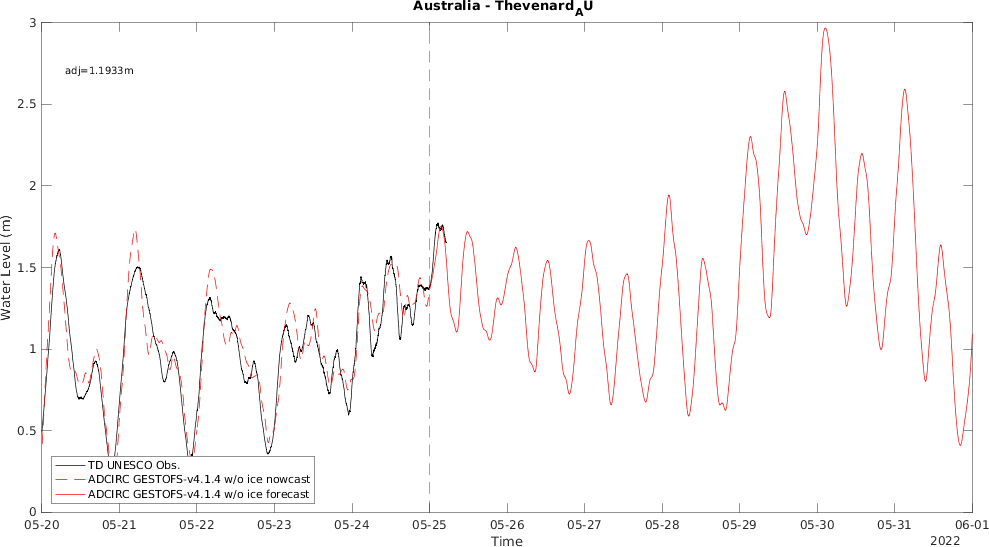 Australia - Thevenard_AU
adj=1.1933m
Water Level (m)
3
2.5
2
1.5
1
0.5
0
TD UNESCO Obs.
ADCIRC GESTOFS-v4.1.4 w/o ice nowcast
ADCIRC GESTOFS-v4.1.4 w/o ice forecast
05-20 05-21 05-22 05-23 05-24 05-25 05-26 05-27 05-28 05-29 05-30 05-31 06-01
Time
2022